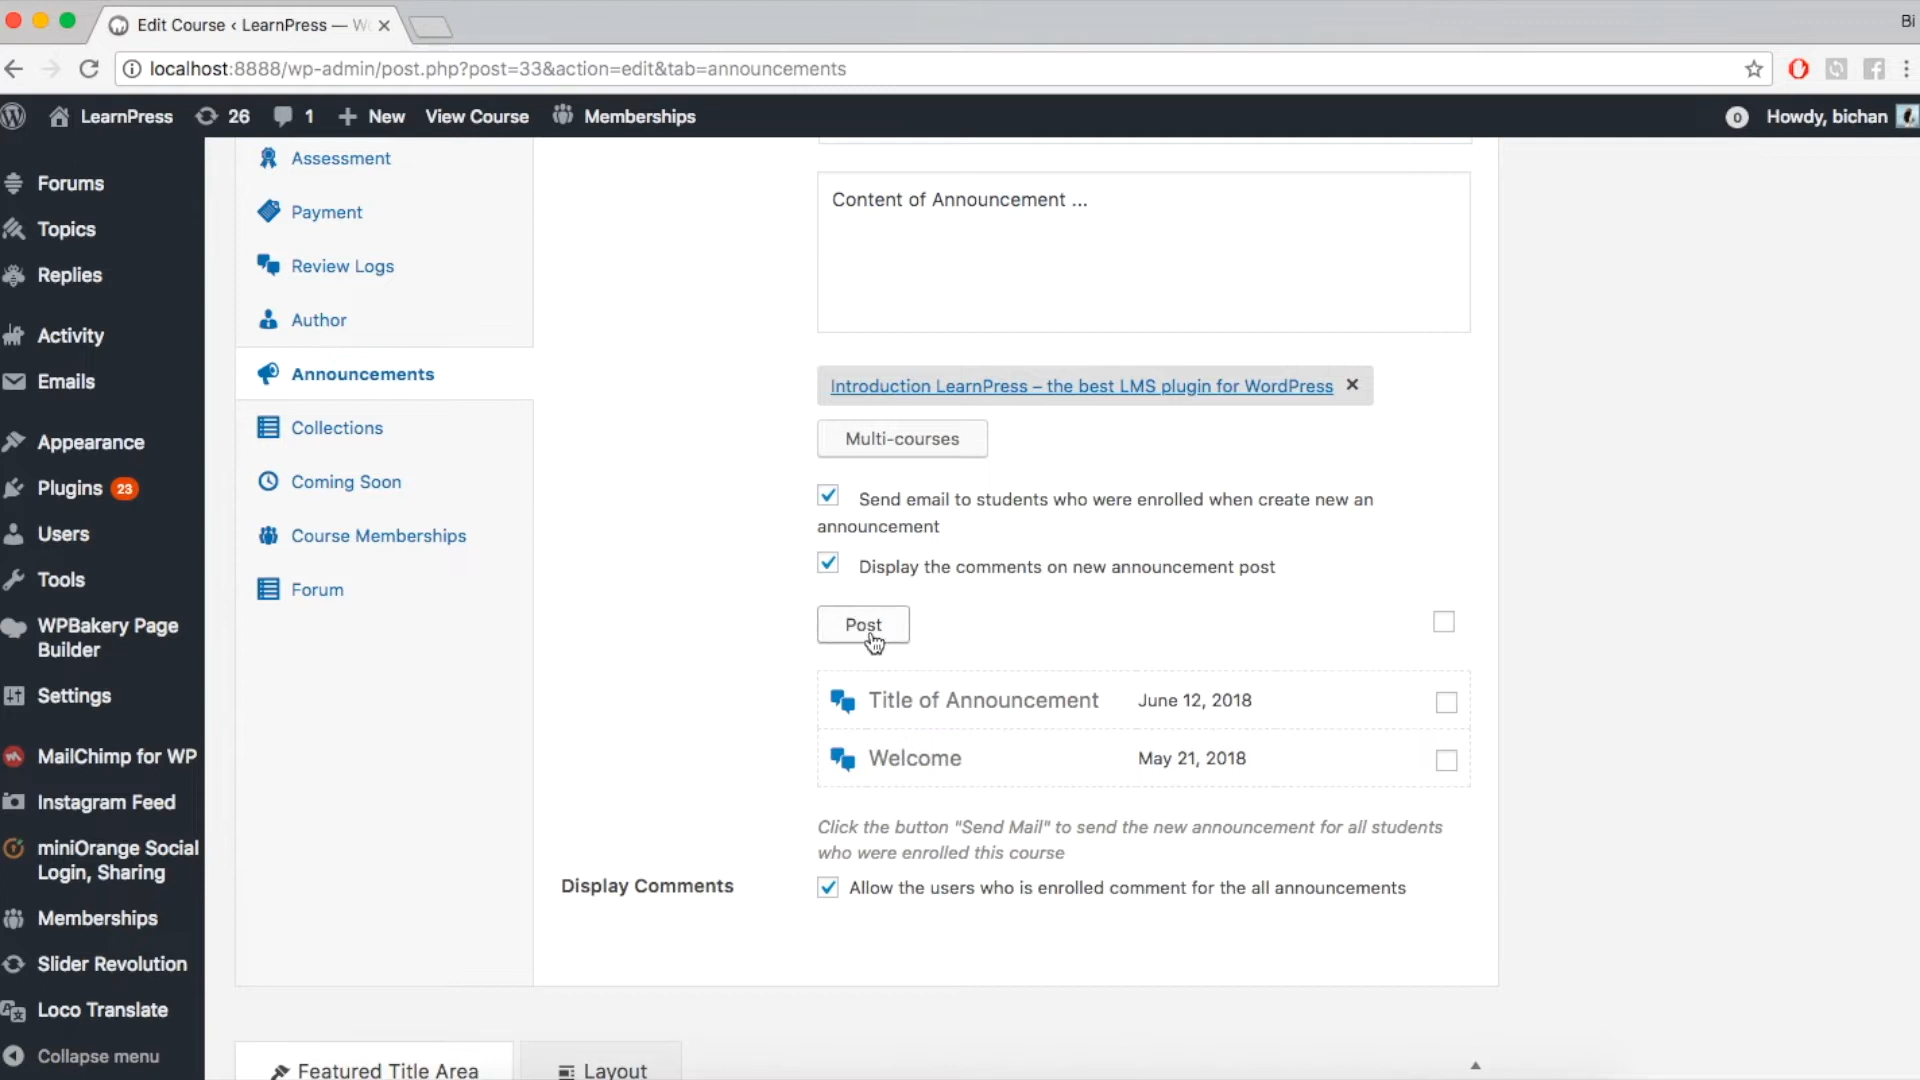 Edit Course ‹ LearnPress — W
Bi
localhost:8888/wp-admin/post.php?post=33&action=edit&tab=announcements
LearnPress 26 1 New View Course Memberships 0 Howdy, bichan
Forums
Topics
Replies
Activity
Emails
Appearance
Plugins 23
Users
Tools
WPBakery Page
Builder
Settings
MailChimp for WP
Instagram Feed
miniOrange Social
Login, Sharing
Memberships
Slider Revolution
Loco Translate
Collapse menu
Assessment
Payment
Review Logs
Author
Announcements
Collections
Coming Soon
Course Memberships
Forum
Content of Announcement ...
Introduction LearnPress – the best LMS plugin for WordPress
Multi-courses
Send email to students who were enrolled when create new an
announcement
Display the comments on new announcement post
Post
Title of Announcement June 12, 2018
Welcome May 21, 2018
Click the button "Send Mail" to send the new announcement for all students
who were enrolled this course
Display Comments Allow the users who is enrolled comment for the all announcements
Featured Title Area Layout